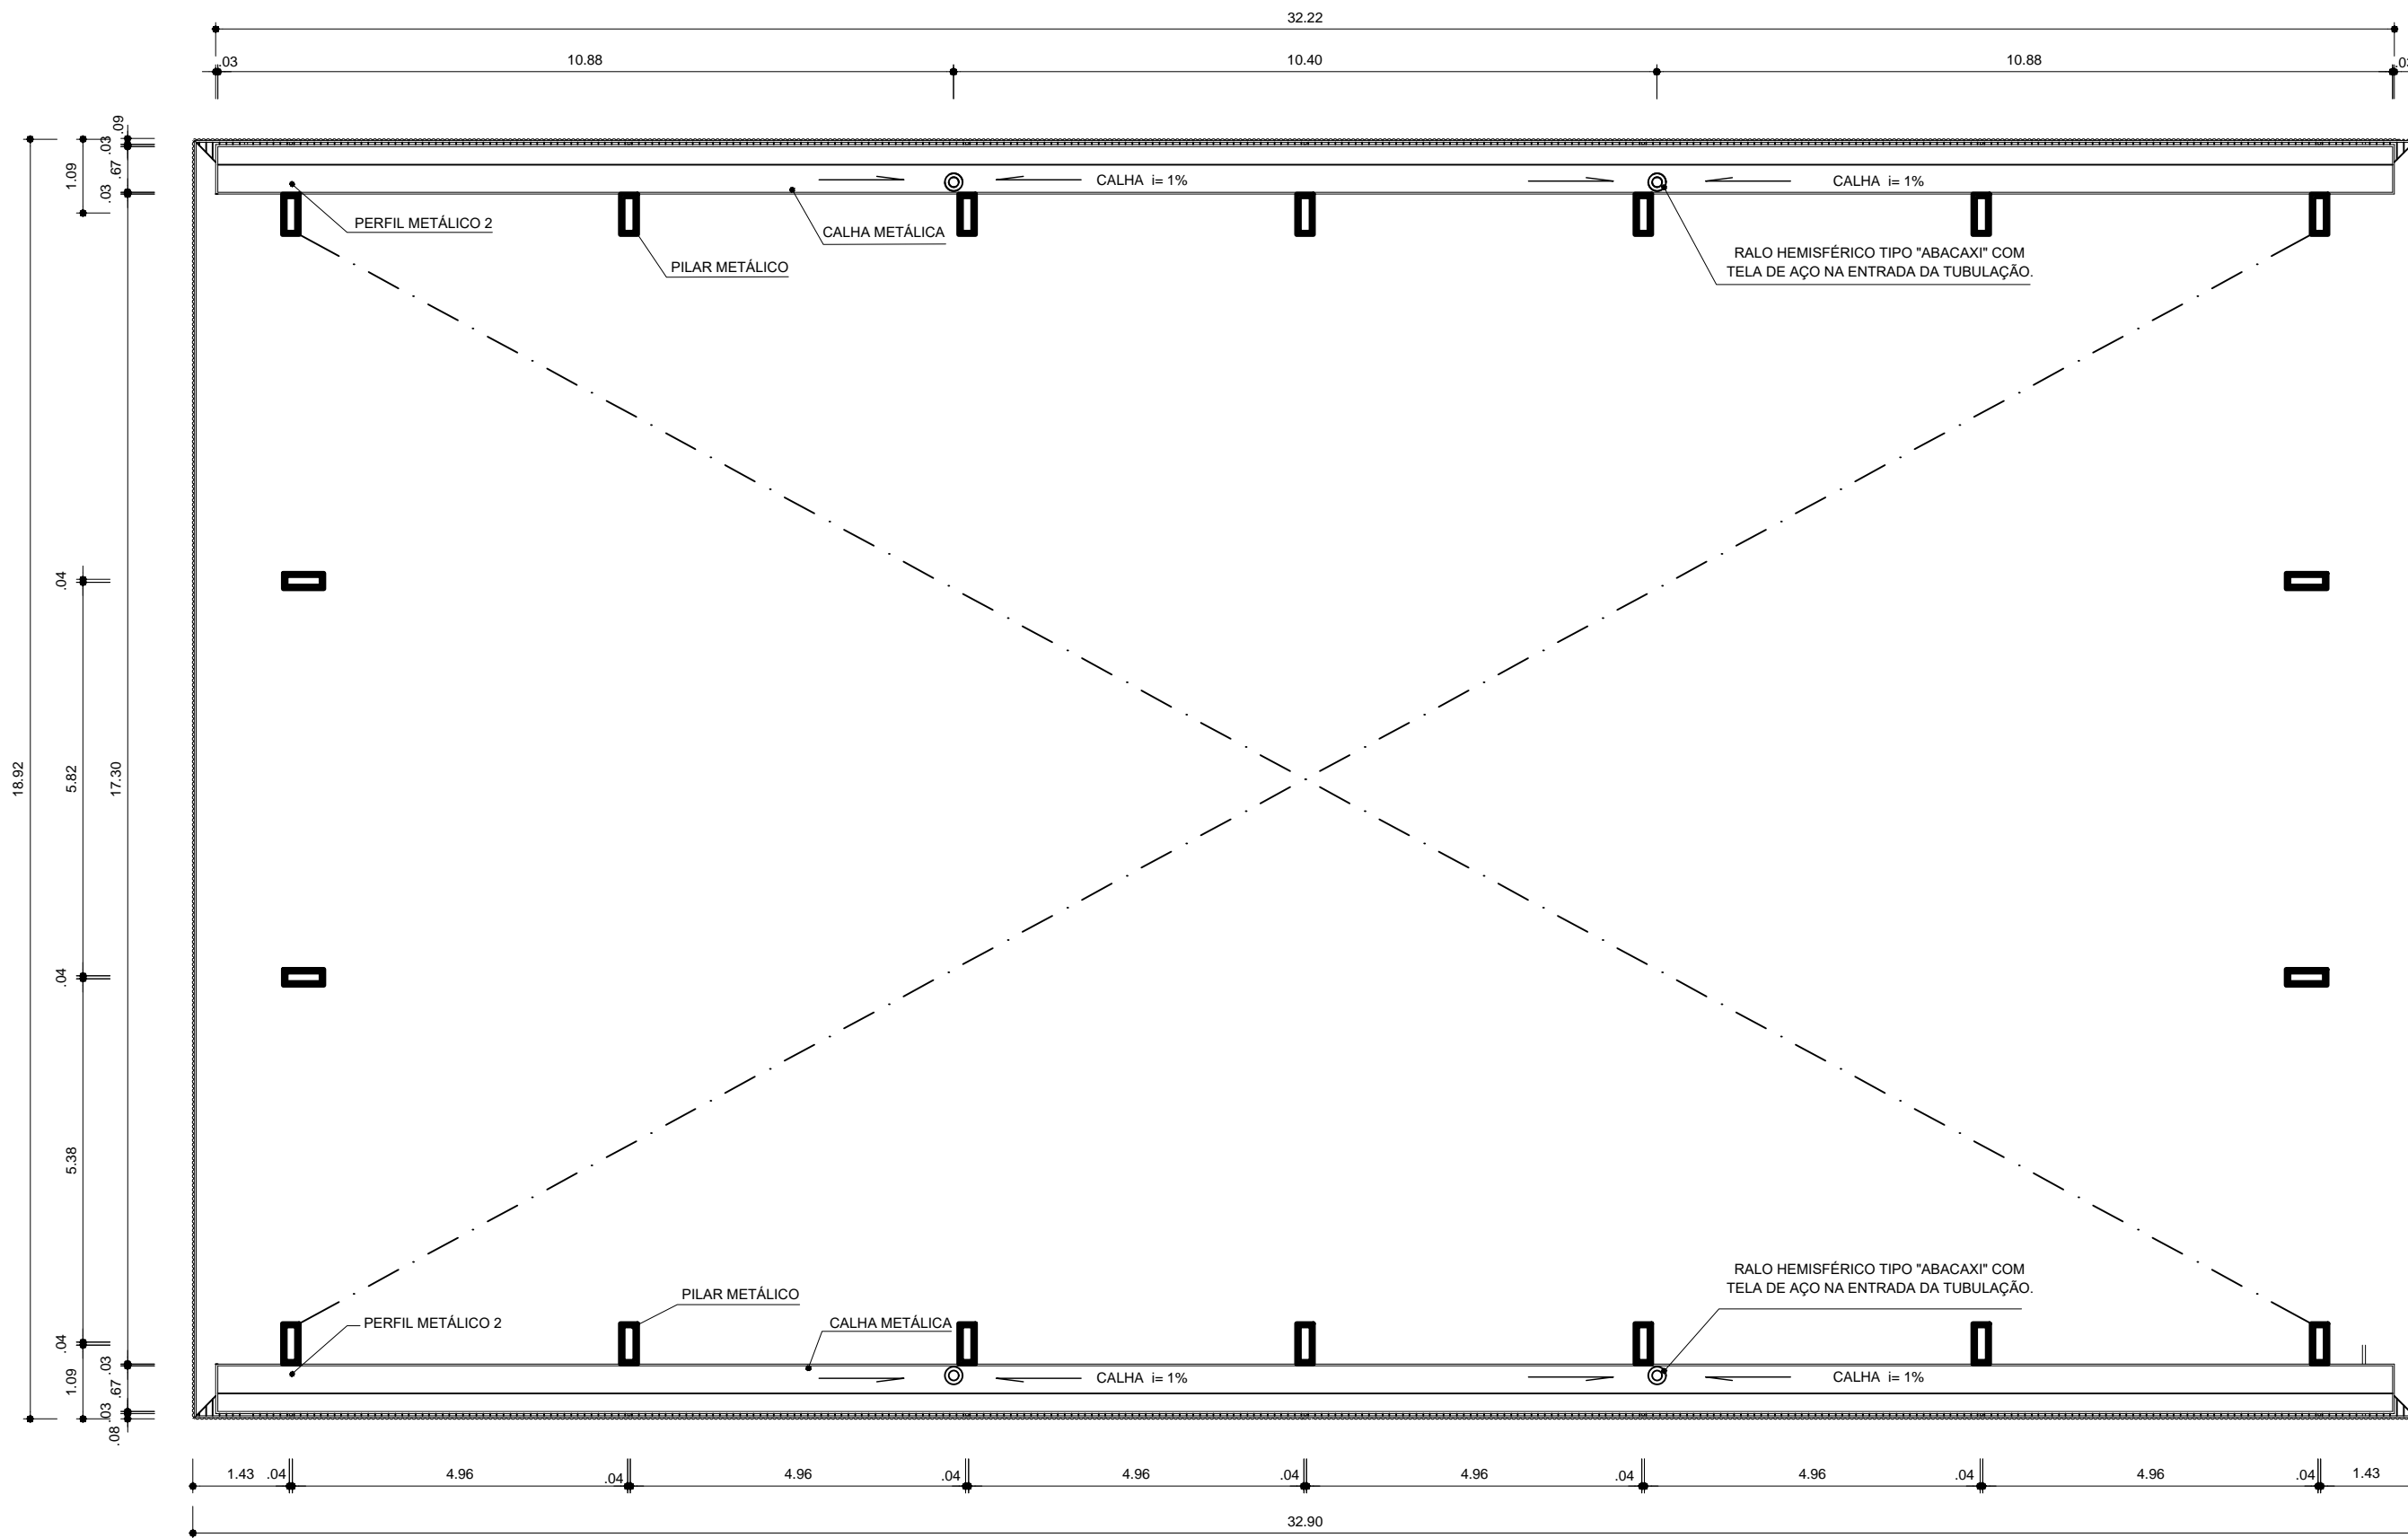 32.22
.03
10.88
10.40
10.88
.03
.09
.03
.67
.03
1.09
CALHA i= 1%
CALHA i= 1%
PERFIL METÁLICO 2
CALHA METÁLICA
PILAR METÁLICO
RALO HEMISFÉRICO TIPO "ABACAXI" COM
TELA DE AÇO NA ENTRADA DA TUBULAÇÃO.
.04
18.92
5.82
17.30
.04
5.38
RALO HEMISFÉRICO TIPO "ABACAXI" COM
TELA DE AÇO NA ENTRADA DA TUBULAÇÃO.
PILAR METÁLICO
PERFIL METÁLICO 2
CALHA METÁLICA
.04
1.09
.03
.67
.03
.08
CALHA i= 1%
CALHA i= 1%
1.43
.04
4.96
.04
4.96
.04
4.96
.04
4.96
.04
4.96
.04
4.96
.04
1.43
32.90